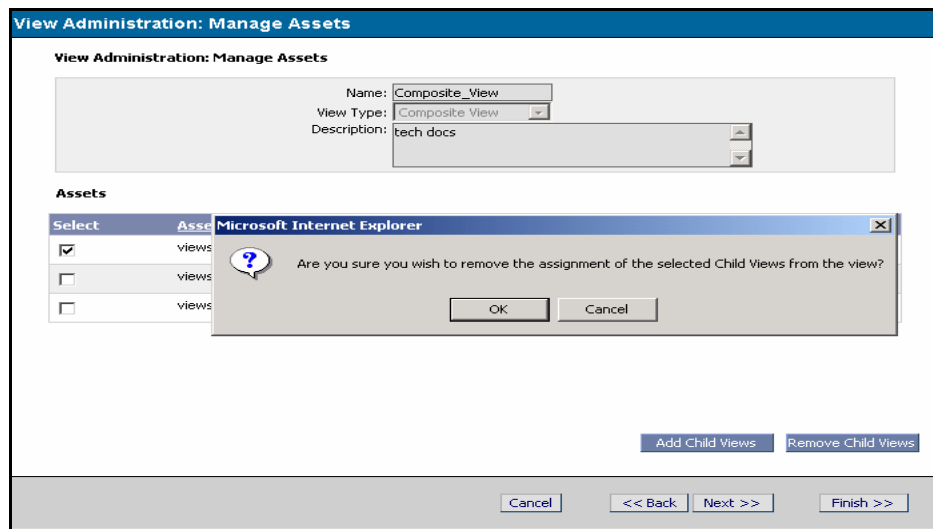 View Administration: Manage Assets
View Administration: Manage Assets
Name: Composite_View
View Type: Composite View
Description: tech docs
Assets
Select Asse
Microsoft Internet Explorer
views
Are you sure you wish to remove the assignment of the selected Child Views from the view?
views
OK Cancel
views
Add Child Views Remove Child Views
Cancel << Back Next >> Finish >>